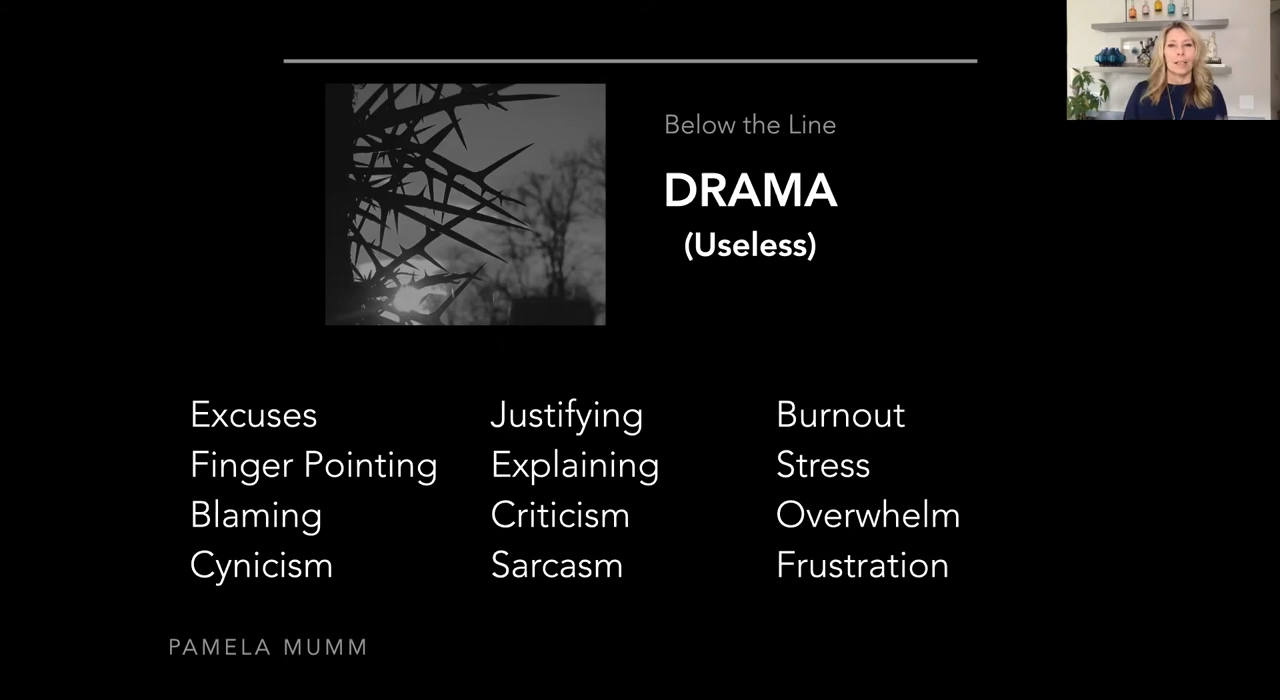 Below the Line
DRAMA
(Useless)
Excuses
Finger Pointing
Blaming
Cynicism
Justifying
Explaining
Criticism
Sarcasm
Burnout
Stress
Overwhelm
Frustration
PAMELA MUMM